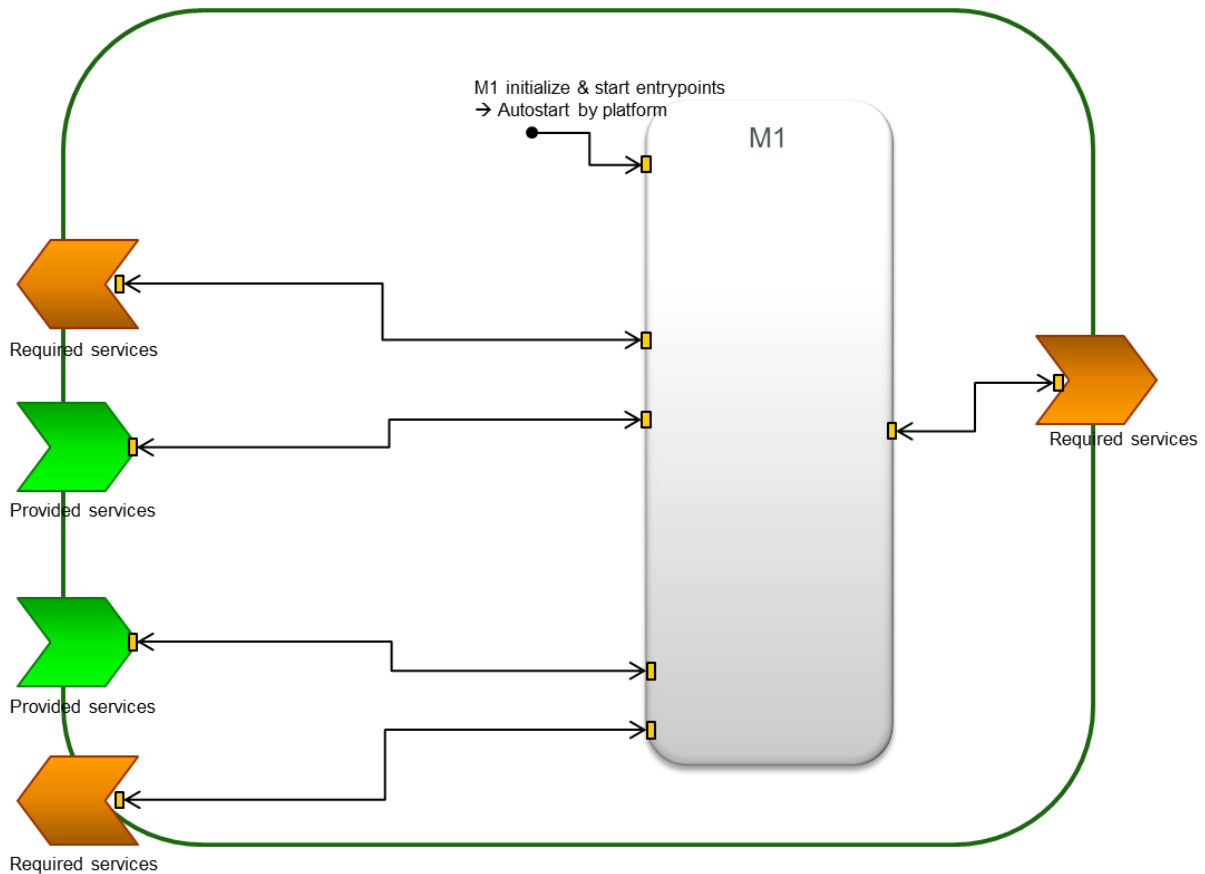 M1 initialize & start entrypoints
→ Autostart by platform
M1
Required services
Provided services
Required services
Provided services
Required services